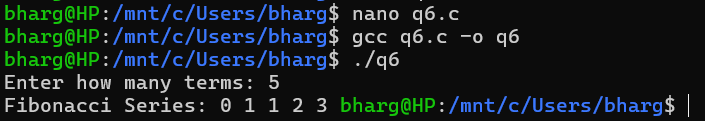 bharg@HP:/mnt/c/Users/bharg$ nano q6.c
bharg@HP:/mnt/c/Users/bharg$ gcc q6.c -o q6
bharg@HP:/mnt/c/Users/bharg$ ./q6
Enter how many terms: 5
Fibonacci Series: 0 1 1 2 3 bharg@HP:/mnt/c/Users/bharg$